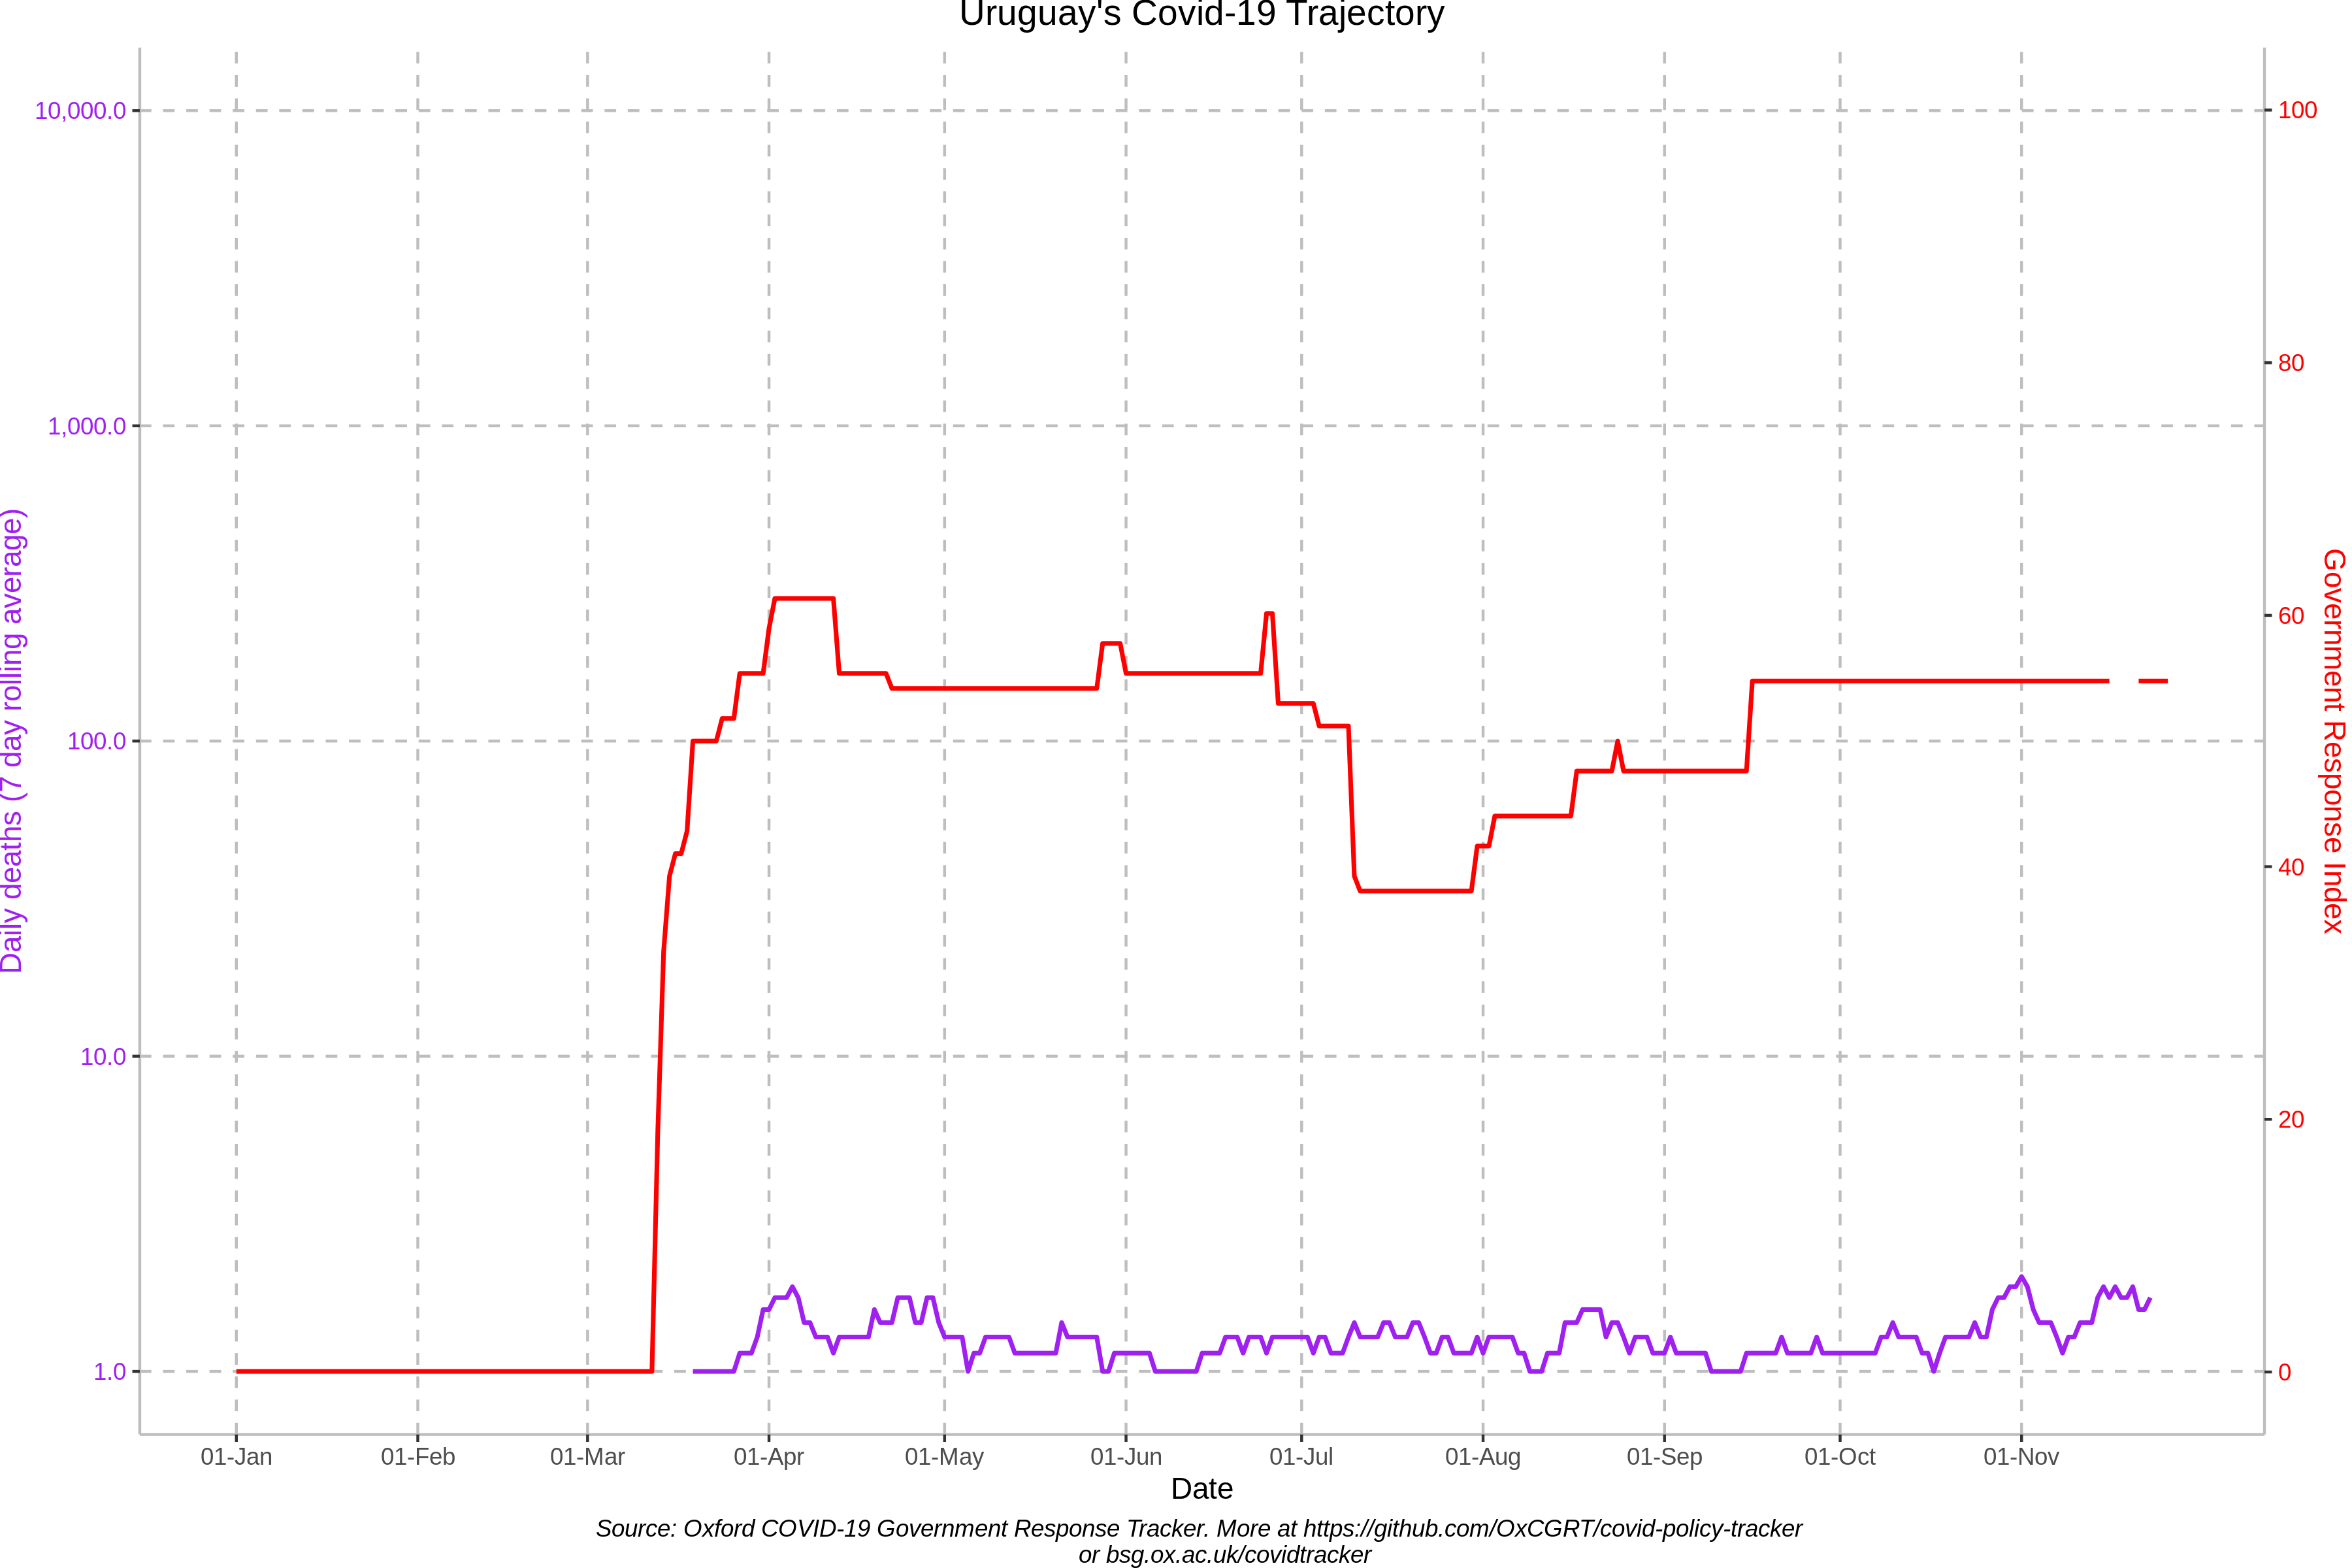 Uruguay's Covid-19 Trajectory
10,000.0
1,000.0
100.0
10.0
1.0
Daily deaths (7 day rolling average)
100
80
60
40
20
0
Government Response Index
01-Jan 01-Feb 01-Mar 01-Apr 01-May 01-Jun 01-Jul 01-Aug 01-Sep 01-Oct 01-Nov
Date
Source: Oxford COVID-19 Government Response Tracker. More at https://github.com/OxCGRT/covid-policy-tracker
or bsg.ox.ac.uk/covidtracker